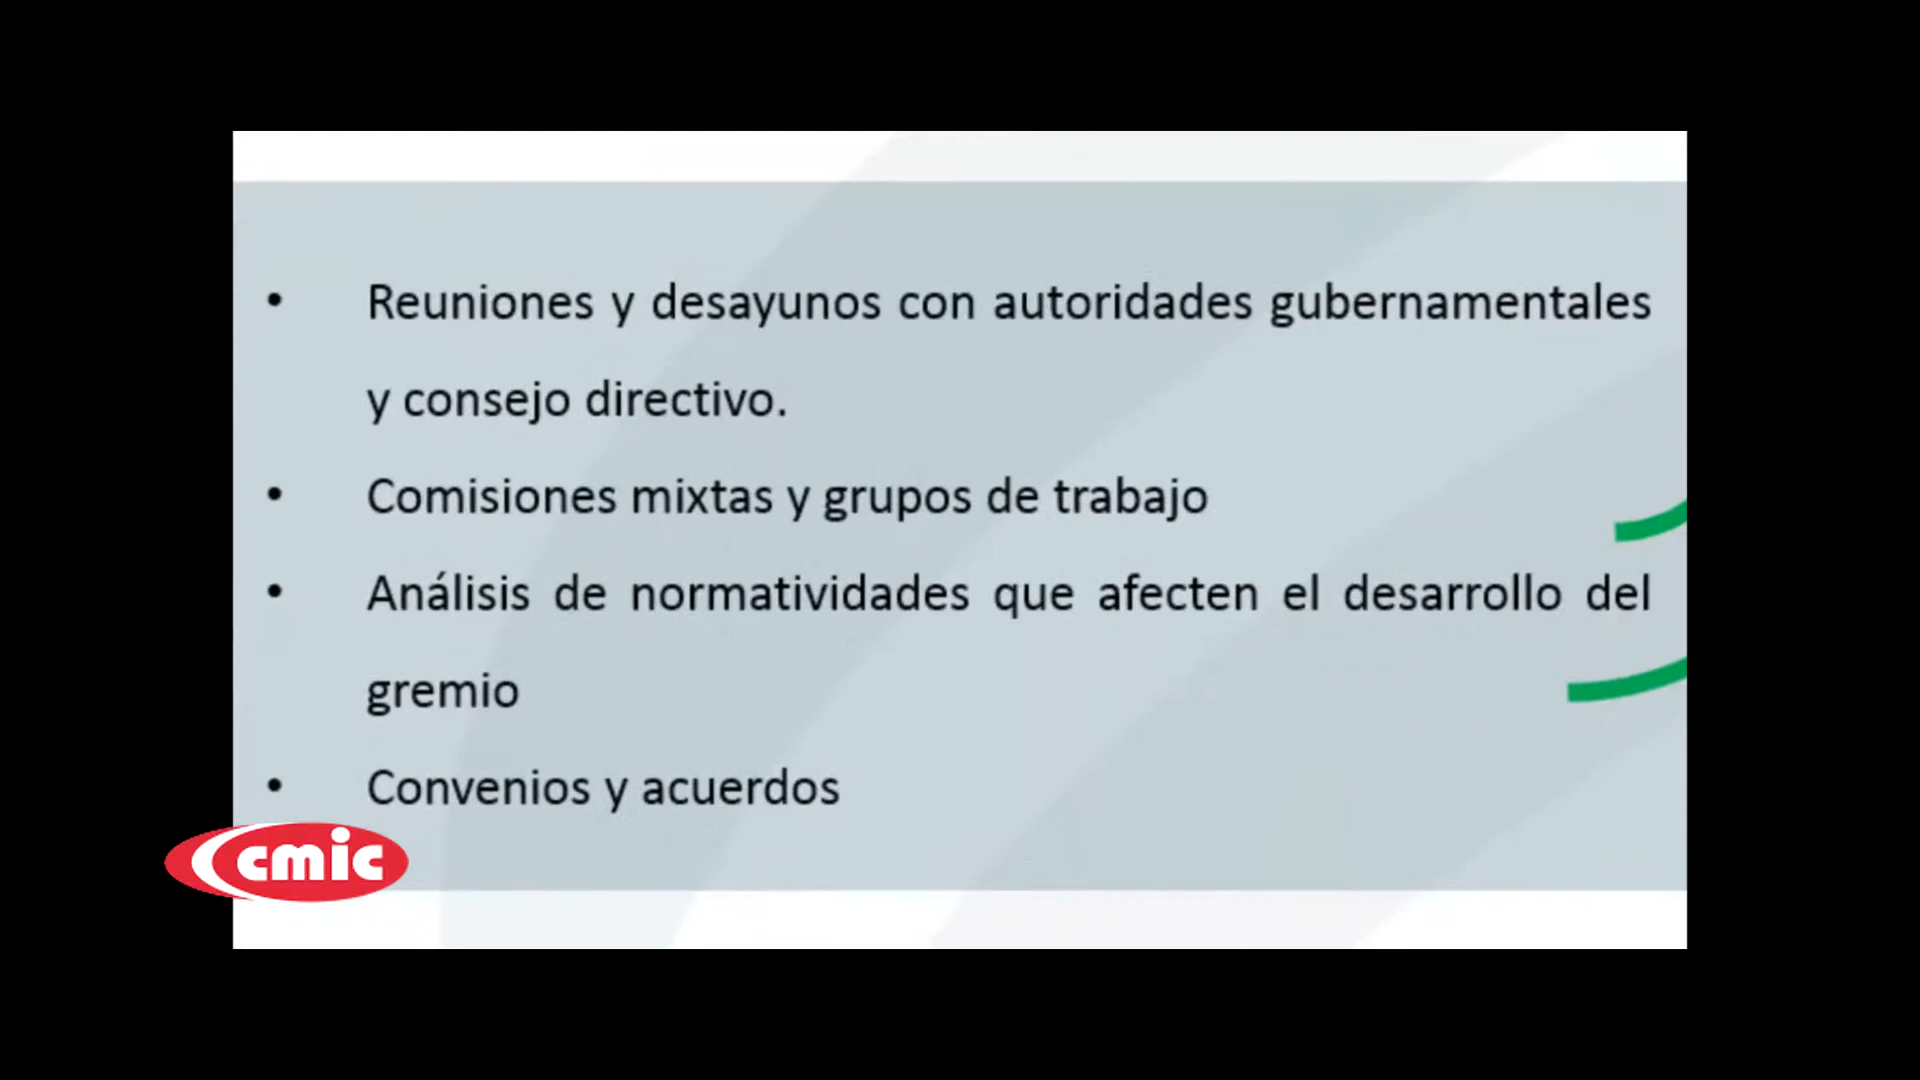 • Reuniones y desayunos con autoridades gubernamentales
y consejo directivo.
• Comisiones mixtas y grupos de trabajo
• Análisis de normatividades que afecten el desarrollo del
gremio
• Convenios y acuerdos
cmic